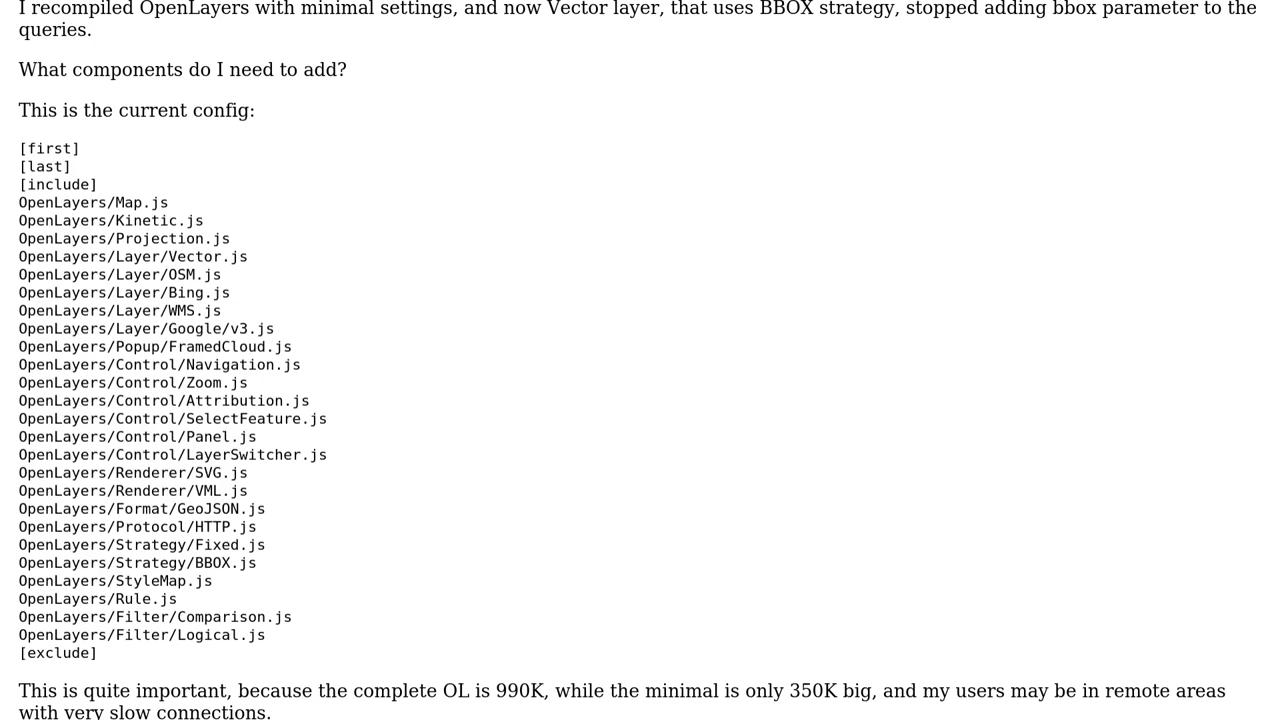 I recompiled OpenLayers with minimal settings, and now Vector layer, that uses BBOX strategy, stopped adding bbox parameter to the
queries.
What components do I need to add?
This is the current config:
[first]
[last]
[include]
OpenLayers/Map.js
OpenLayers/Kinetic.js
OpenLayers/Projection.js
OpenLayers/Layer/Vector.js
OpenLayers/Layer/OSM.js
OpenLayers/Layer/Bing.js
OpenLayers/Layer/WMS.js
OpenLayers/Layer/Google/v3.js
OpenLayers/Popup/FramedCloud.js
OpenLayers/Control/Navigation.js
OpenLayers/Control/Zoom.js
OpenLayers/Control/Attribution.js
OpenLayers/Control/SelectFeature.js
OpenLayers/Control/Panel.js
OpenLayers/Control/LayerSwitcher.js
OpenLayers/Renderer/SVG.js
OpenLayers/Renderer/VML.js
OpenLayers/Format/GeoJSON.js
OpenLayers/Protocol/HTTP.js
OpenLayers/Strategy/Fixed.js
OpenLayers/Strategy/BBOX.js
OpenLayers/StyleMap.js
OpenLayers/Rule.js
OpenLayers/Filter/Comparison.js
OpenLayers/Filter/Logical.js
[exclude]
This is quite important, because the complete OL is 990K, while the minimal is only 350K big, and my users may be in remote areas
with very slow connections.